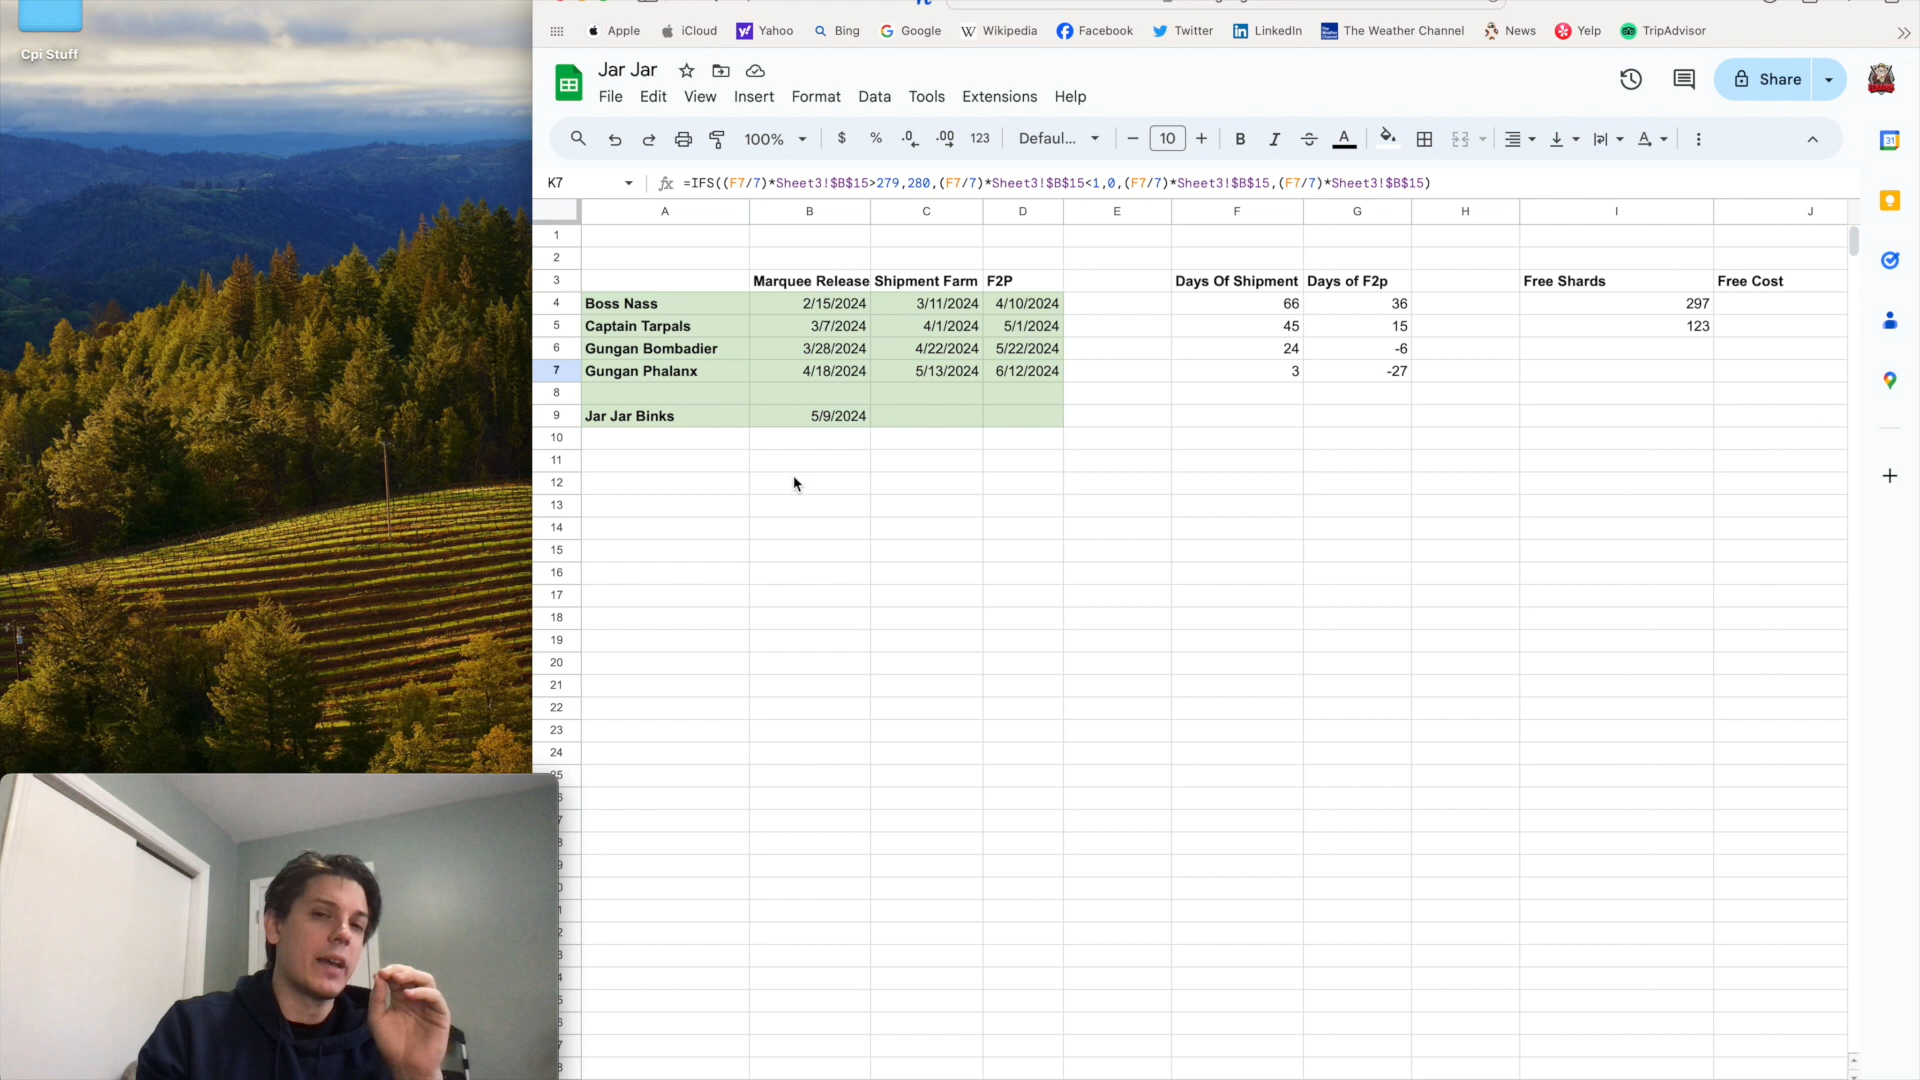 Cpi Stuff
Apple iCloud Yahoo Bing Google Wikipedia Facebook Twitter LinkedIn The Weather Channel News Yelp TripAdvisor
Jar Jar
File Edit View Insert Format Data Tools Extensions Help
Share
100% $ % .0 .00 123 Defaul... 10 B I A
K7 =IFS((F7/7)*Sheet3!$B$15>279,280,(F7/7)*Sheet3!$B$15<1,0,(F7/7)*Sheet3!$B$15,(F7/7)*Sheet3!$B$15)
A B C D E F G H I J
1
2
3 Marquee Release Shipment Farm F2P Days Of Shipment Days of F2p Free Shards Free Cost
4 Boss Nass 2/15/2024 3/11/2024 4/10/2024 66 36 297
5 Captain Tarpals 3/7/2024 4/1/2024 5/1/2024 45 15 123
6 Gungan Bombadier 3/28/2024 4/22/2024 5/22/2024 24 -6
7 Gungan Phalanx 4/18/2024 5/13/2024 6/12/2024 3 -27
8
9 Jar Jar Binks 5/9/2024
10
11
12
13
14
15
16
17
18
19
20
21
22
23
24
25